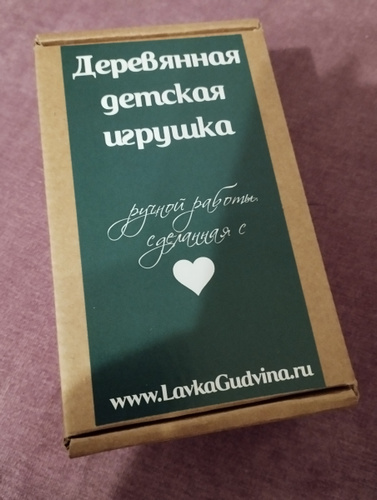 Деревянная
детская
игрушка
ручной работы.
сделанная с
www.LavkaGudvina.ru